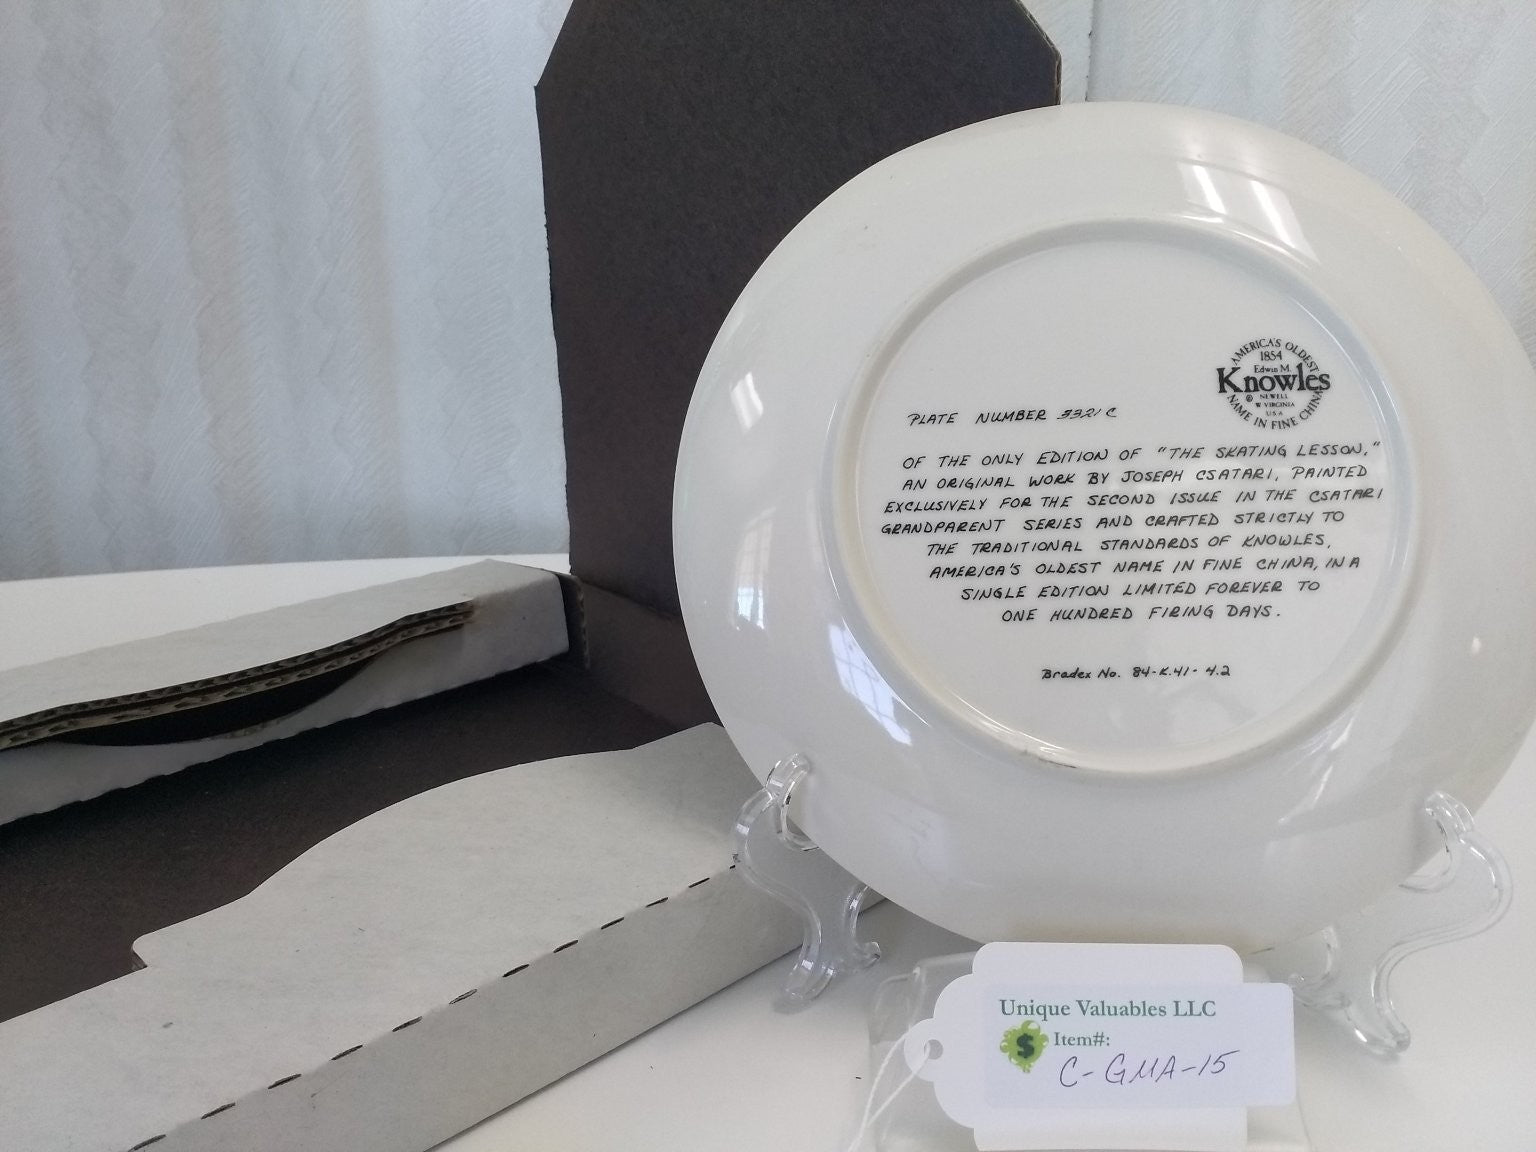 AMERICA'S OLDEST
1854
Edwin M.
Knowles
®
NEWELL
W VIRGINIA
U.S.A
NAME IN FINE CHINA
PLATE NUMBER 3321C
OF THE ONLY EDITION OF "THE SKATING LESSON,"
AN ORIGINAL WORK BY JOSEPH CSATARI, PAINTED
EXCLUSIVELY FOR THE SECOND ISSUE IN THE CSATARI
GRANDPARENT SERIES AND CRAFTED STRICTLY TO
THE TRADITIONAL STANDARDS OF KNOWLES,
AMERICA'S OLDEST NAME IN FINE CHINA, IN A
SINGLE EDITION LIMITED FOREVER TO
ONE HUNDRED FIRING DAYS.
Bradex No. 84-K41-4.2
Unique Valuables LLC
$ Item#:
C-GMA-15